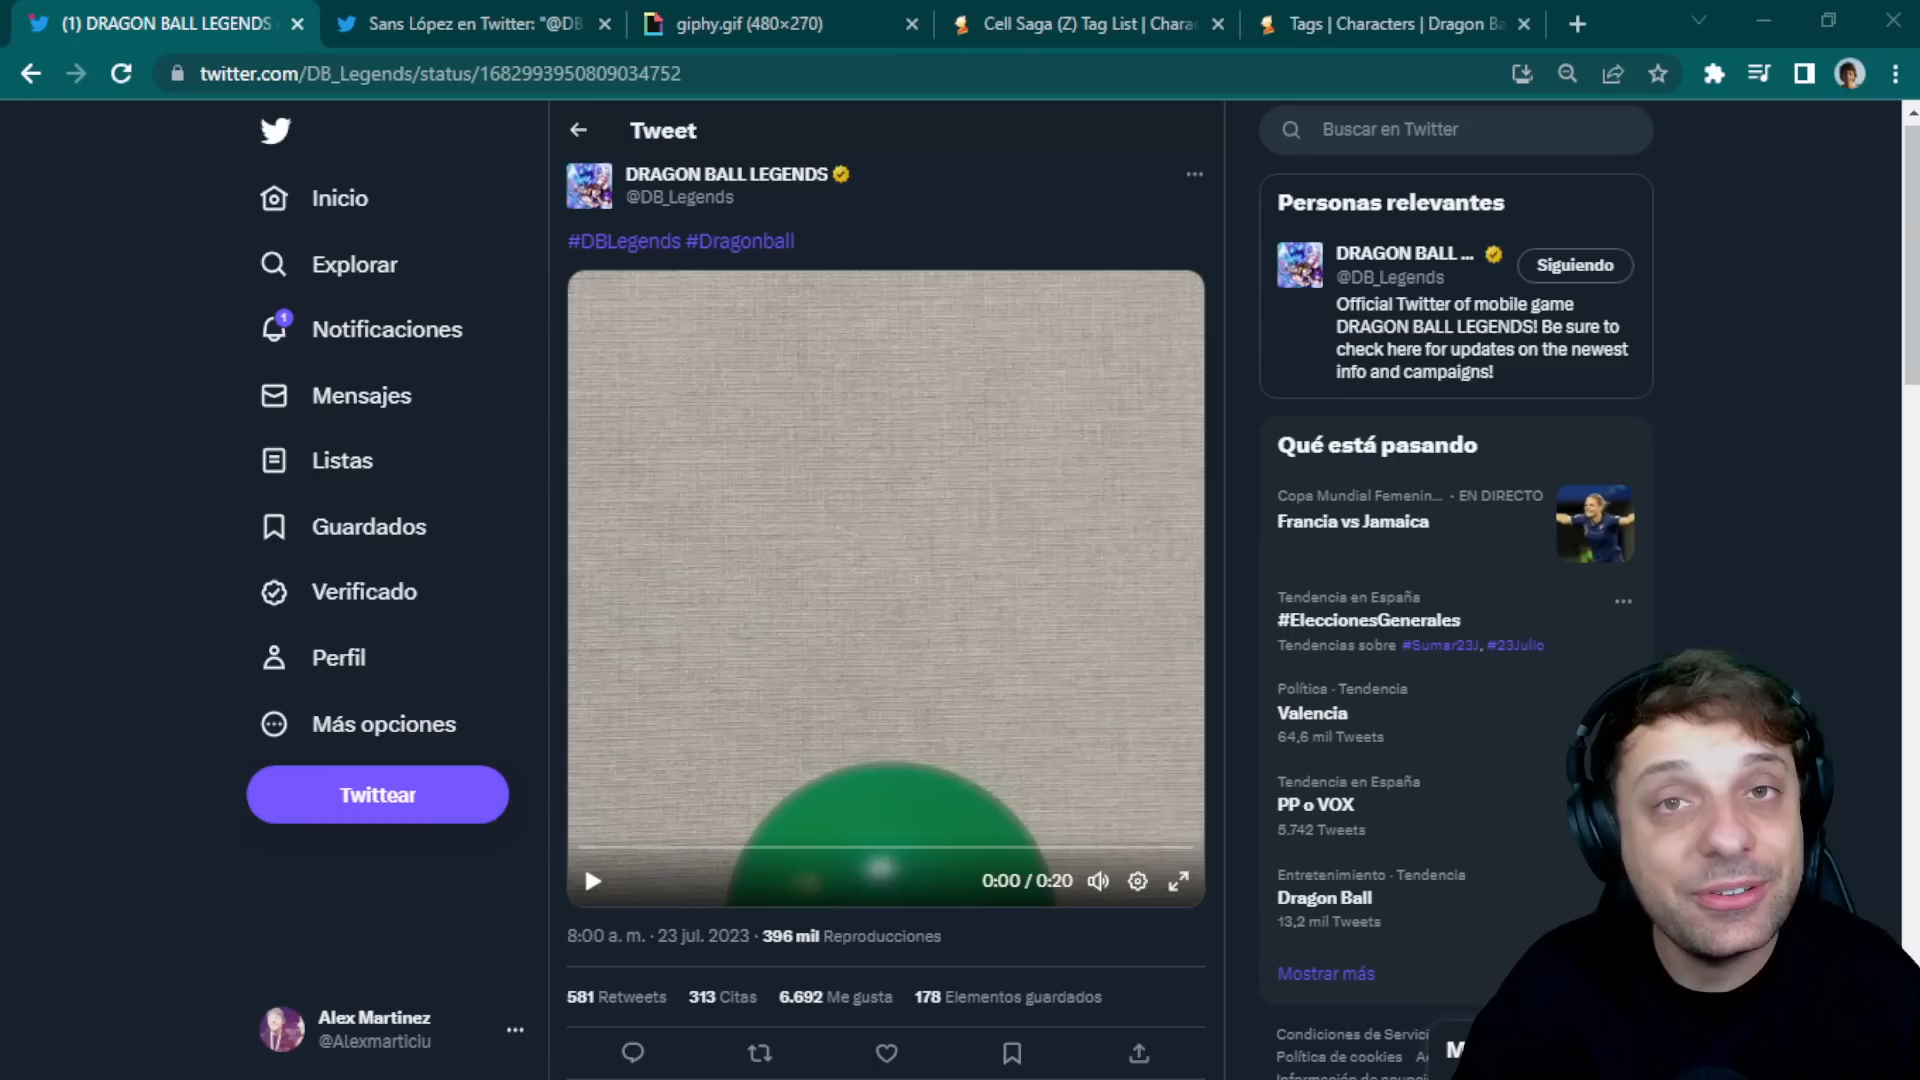 (1) DRAGON BALL LEGENDS
Sans López en Twitter: "@DB
giphy.gif (480×270)
Cell Saga (Z) Tag List | Charac
Tags | Characters | Dragon Ba
twitter.com/DB_Legends/status/1682993950809034752
Inicio
Explorar
1
Notificaciones
Mensajes
Listas
Guardados
Verificado
Perfil
Más opciones
Twittear
Alex Martinez
@Alexmarticiu
Tweet
DRAGON BALL LEGENDS
@DB_Legends
#DBLegends #Dragonball
0:00 / 0:20
8:00 a. m. · 23 jul. 2023 · 396 mil Reproducciones
581 Retweets 313 Citas 6.692 Me gusta 178 Elementos guardados
Buscar en Twitter
Personas relevantes
DRAGON BALL ...
@DB_Legends
Siguiendo
Official Twitter of mobile game
DRAGON BALL LEGENDS! Be sure to
check here for updates on the newest
info and campaigns!
Qué está pasando
Copa Mundial Femenin... · EN DIRECTO
Francia vs Jamaica
Tendencia en España
#EleccionesGenerales
Tendencias sobre #Sumar23J, #23Julio
Política · Tendencia
Valencia
64,6 mil Tweets
Tendencia en España
PP o VOX
5.742 Tweets
Entretenimiento · Tendencia
Dragon Ball
13,2 mil Tweets
Mostrar más
Condiciones de Servici
Política de cookies
M